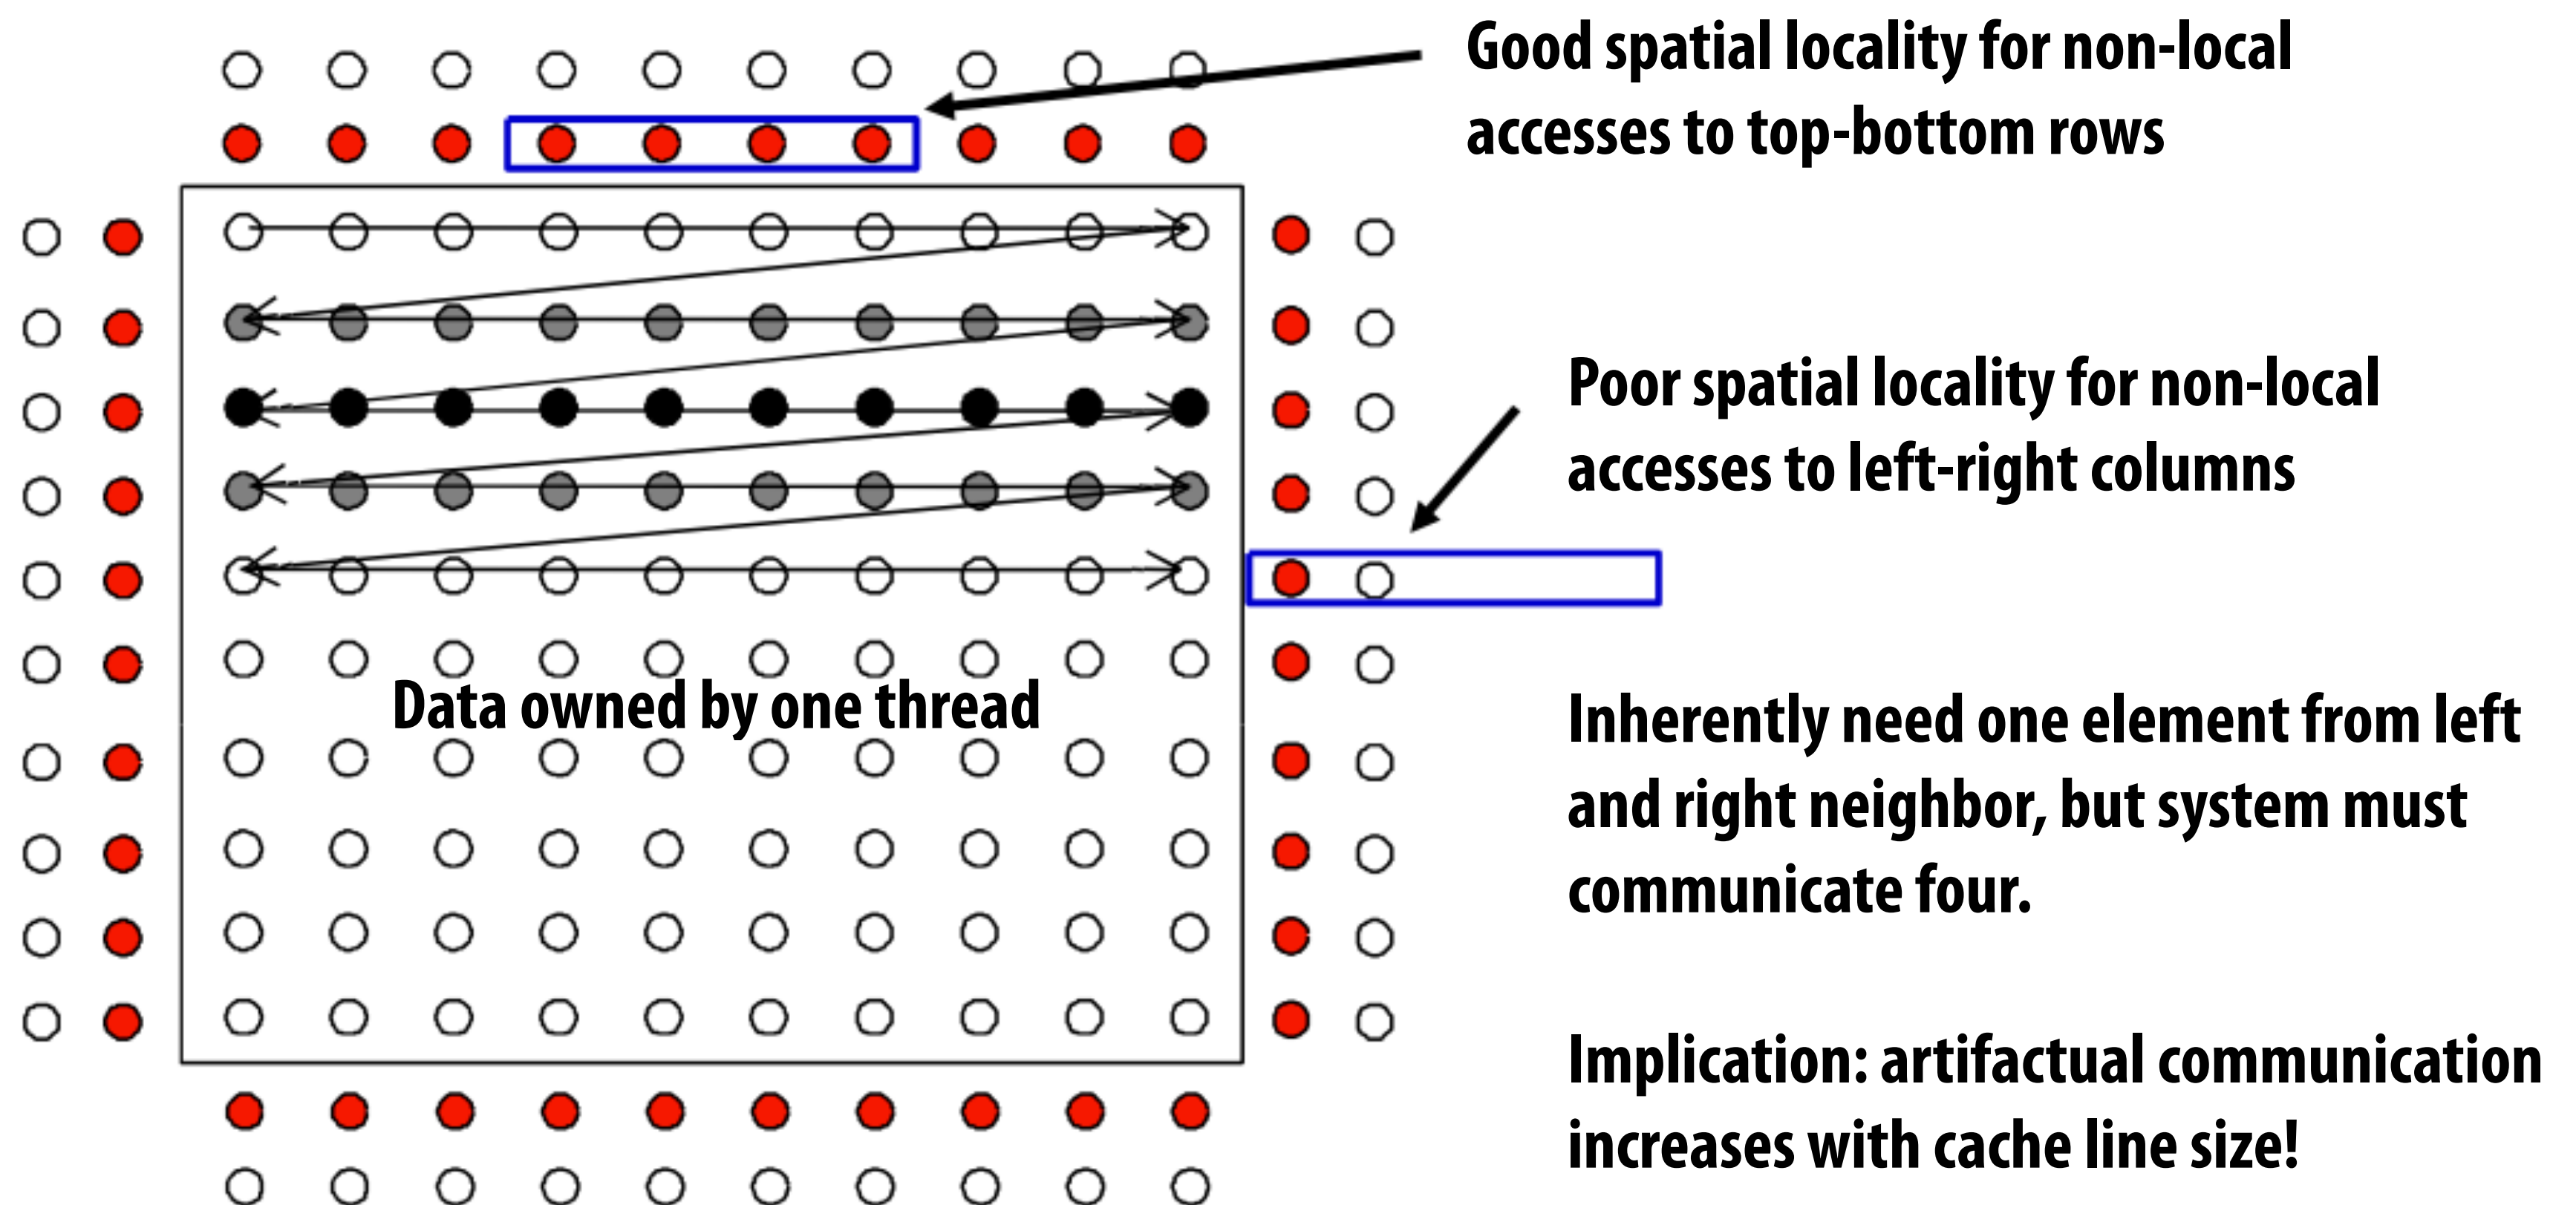 Good spatial locality for non-local
accesses to top-bottom rows
Poor spatial locality for non-local
accesses to left-right columns
Data owned by one thread
Inherently need one element from left
and right neighbor, but system must
communicate four.
Implication: artifactual communication
increases with cache line size!